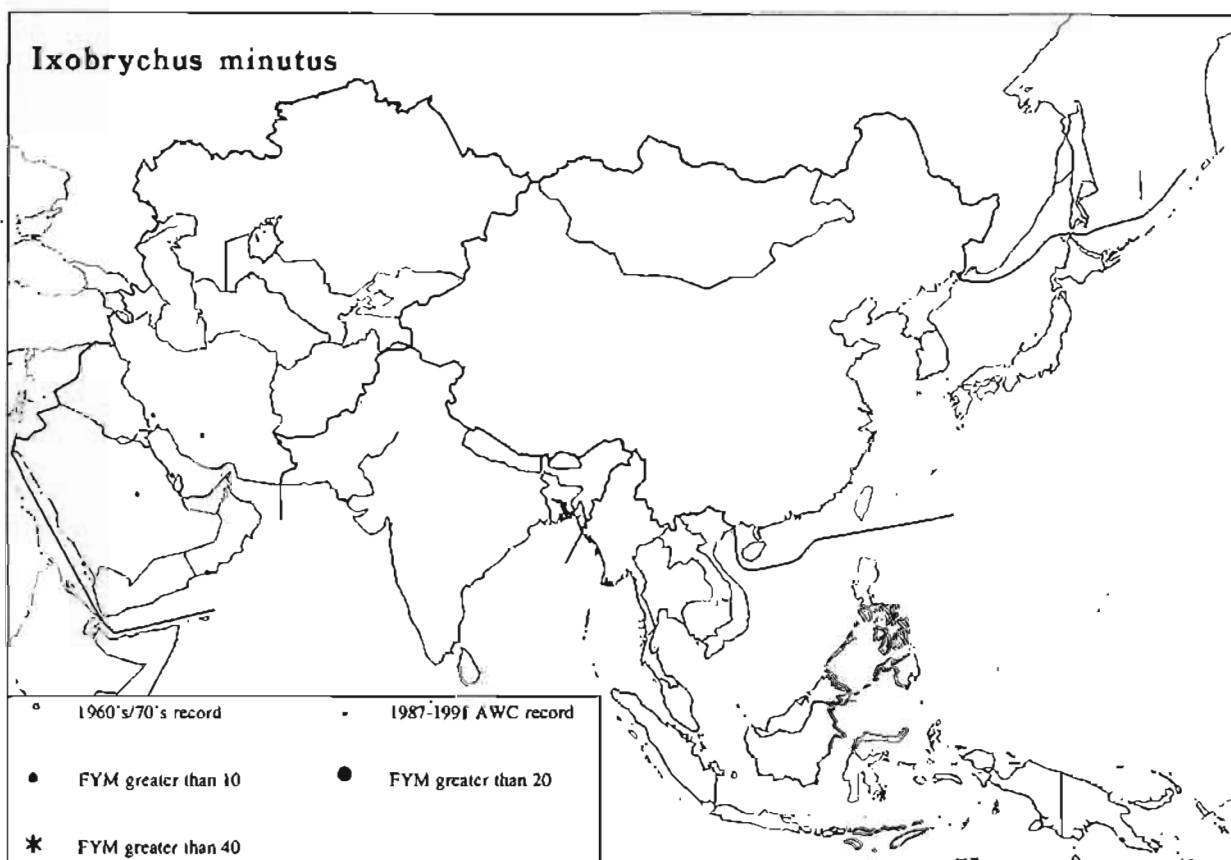 Ixobrychus minutus
1960's/70's record
1987-1991 AWC record
FYM greater than 10
FYM greater than 20
FYM greater than 40